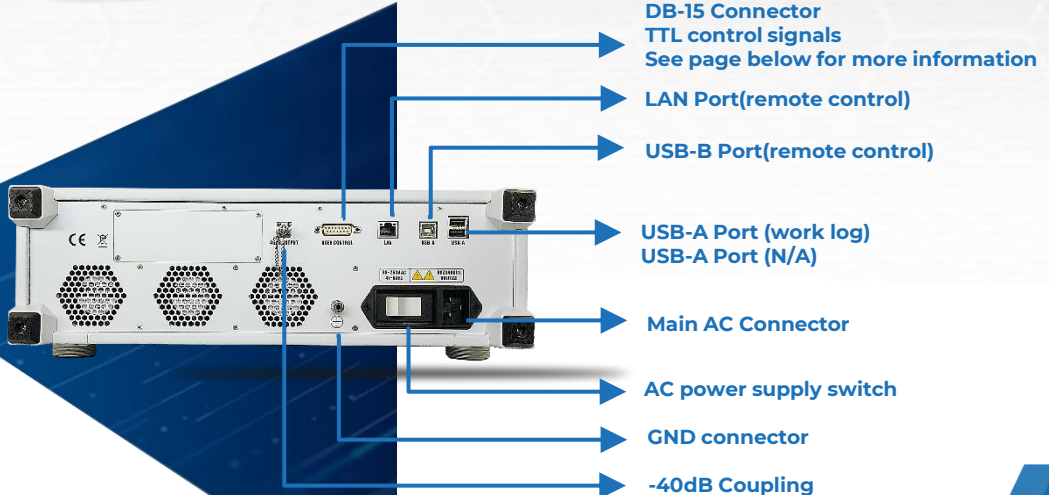 DB-15 Connector
TTL control signals
See page below for more information
LAN Port(remote control)
USB-B Port(remote control)
USB-A Port (work log)
USB-A Port (N/A)
Main AC Connector
AC power supply switch
GND connector
-40dB Coupling
CE
OUTPUT
USER CONTROL
LAN
USB-B
USB-A